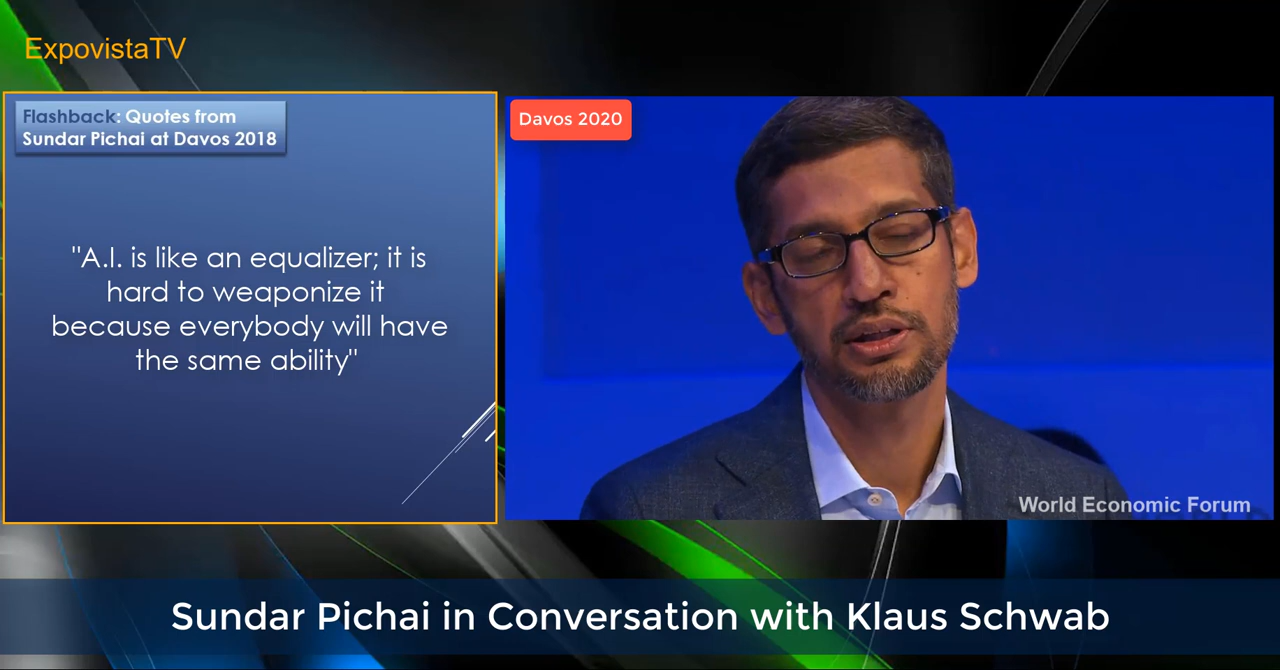 ExpovistaTV
Flashback: Quotes from
Sundar Pichai at Davos 2018
"A.I. is like an equalizer; it is
hard to weaponize it
because everybody will have
the same ability"
Davos 2020
World Economic Forum
Sundar Pichai in Conversation with Klaus Schwab